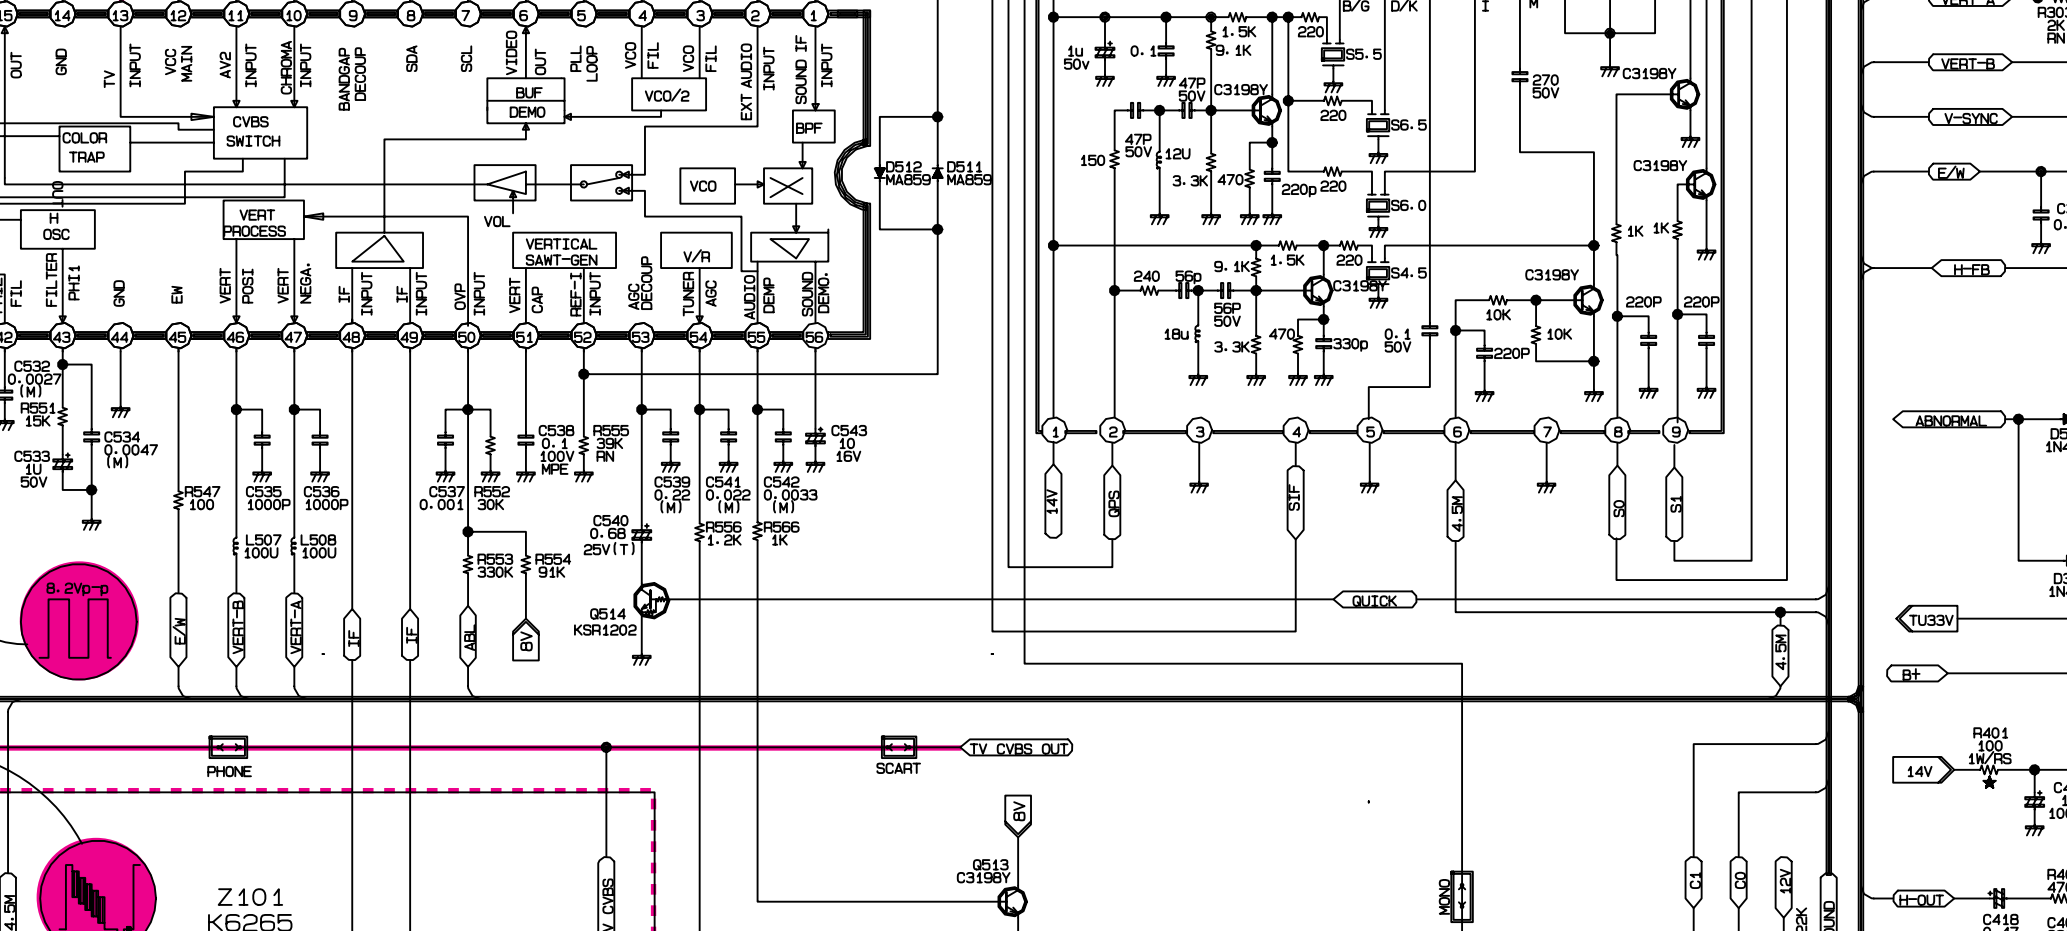 15 14 13 12 11 10 9 8 7 6 5 4 3 2 1
OUT
GND
TV INPUT
VCC MAIN
AV2 INPUT
CHROMA INPUT
BANDGAP DECOUP
SDA
SCL
VIDEO OUT
PLL LOOP
VCO FIL
VCO FIL
EXT AUDIO INPUT
SOUND IF INPUT
BUF
DEMO
VCO/2
BPF
CVBS SWITCH
COLOR TRAP
OUT
H OSC
VERT PROCESS
VOL
VCO
VERTICAL SAWT-GEN
V/R
D512 MA859
D511 MA859
FIL
FILTER PHI1
GND
EW
VERT POSI
VERT NEGA.
IF INPUT
IF INPUT
OVP INPUT
VERT CAP
REF-I INPUT
AGC DECOUP
TUNER AGC
AUDIO DEMP
SOUND DEMO.
42 43 44 45 46 47 48 49 50 51 52 53 54 55 56
C532
0.0027
(M)
R551
15K
C534
0.0047
(M)
C533
1U
50V
R547
100
C535
1000P
C536
1000P
L507
100U
L508
100U
C537
0.001
R552
30K
C538
0.1
100V
MPE
R555
39K
RN
C539
0.22
(M)
C541
0.022
(M)
C542
0.0033
(M)
C543
10
16V
C540
0.68
25V(T)
R556
1.2K
R566
1K
R553
330K
R554
91K
Q514
KSR1202
8.2Vp-p
E/W
VERT-B
VERT-A
IF
IF
ABL
8V
B/G D/K I M
1u
50v
0.1
1.5K
9.1K
220
S5.5
47P
50V
C3198Y
220
S6.5
47P
50V
150
12U
3.3K
470
220p
220
S6.0
9.1K
1.5K
220
S4.5
240
56p
C3198Y
56P
50V
18u
3.3K
470
330p
0.1
50V
270
50V
C3198Y
C3198Y
C3198Y
1K
1K
10K
10K
220P
220P
220P
1 2 3 4 5 6 7 8 9
14V
QPS
SIF
4.5M
SO
S1
QUICK
4.5M
VERT-A
R303
2K
RN
VERT-B
V-SYNC
E/W
H-FB
ABNORMAL
TU33V
B+
14V
R401
100
1W/RS
H-OUT
C418
PHONE
SCART
TV CVBS OUT
8V
Q513
C3198Y
MONO
C1
C0
12V
22K
4.5M
Z101
K6265